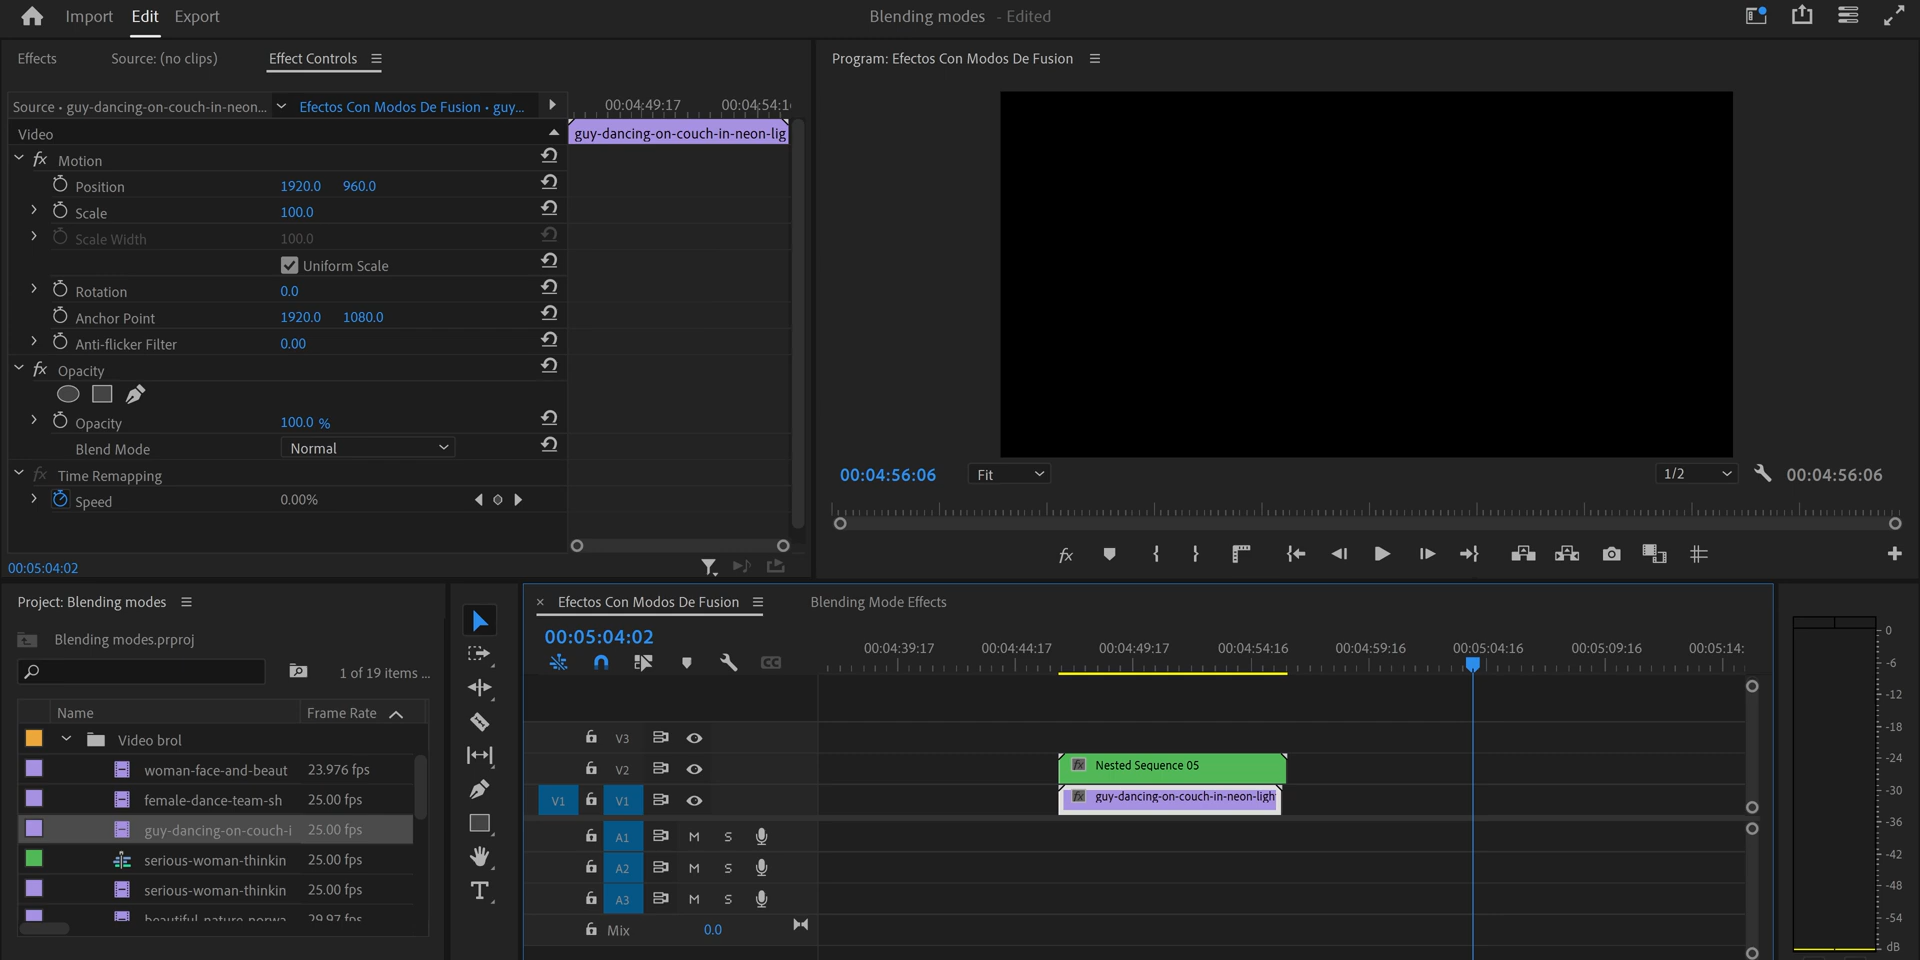 Import Edit Export
Blending modes - Edited
Effects Source: (no clips) Effect Controls
Program: Efectos Con Modos De Fusion
Source • guy-dancing-on-couch-in-neon... Efectos Con Modos De Fusion • guy...
00:04:49:17 00:04:54:1
Video
guy-dancing-on-couch-in-neon-lig
fx Motion
Position 1920.0 960.0
Scale 100.0
Scale Width 100.0
Uniform Scale
Rotation 0.0
Anchor Point 1920.0 1080.0
Anti-flicker Filter 0.00
fx Opacity
Opacity 100.0 %
Blend Mode Normal
fx Time Remapping
Speed 0.00%
00:05:04:02
00:04:56:06 Fit 1/2 00:04:56:06
fx
Project: Blending modes
Blending modes.prproj
1 of 19 items ...
Name Frame Rate
Video brol
woman-face-and-beaut 23.976 fps
female-dance-team-sh 25.00 fps
guy-dancing-on-couch-i 25.00 fps
serious-woman-thinkin 25.00 fps
serious-woman-thinkin 25.00 fps
beautiful-nature-norwa 29.97 fps
T
× Efectos Con Modos De Fusion Blending Mode Effects
00:05:04:02
CC
00:04:39:17 00:04:44:17 00:04:49:17 00:04:54:16 00:04:59:16 00:05:04:16 00:05:09:16 00:05:14:
V3
V2 fx Nested Sequence 05
V1 V1 fx guy-dancing-on-couch-in-neon-light
A1 M S
A2 M S
A3 M S
Mix 0.0
0
-6
-12
-18
-24
-30
-36
-42
-48
-54
dB